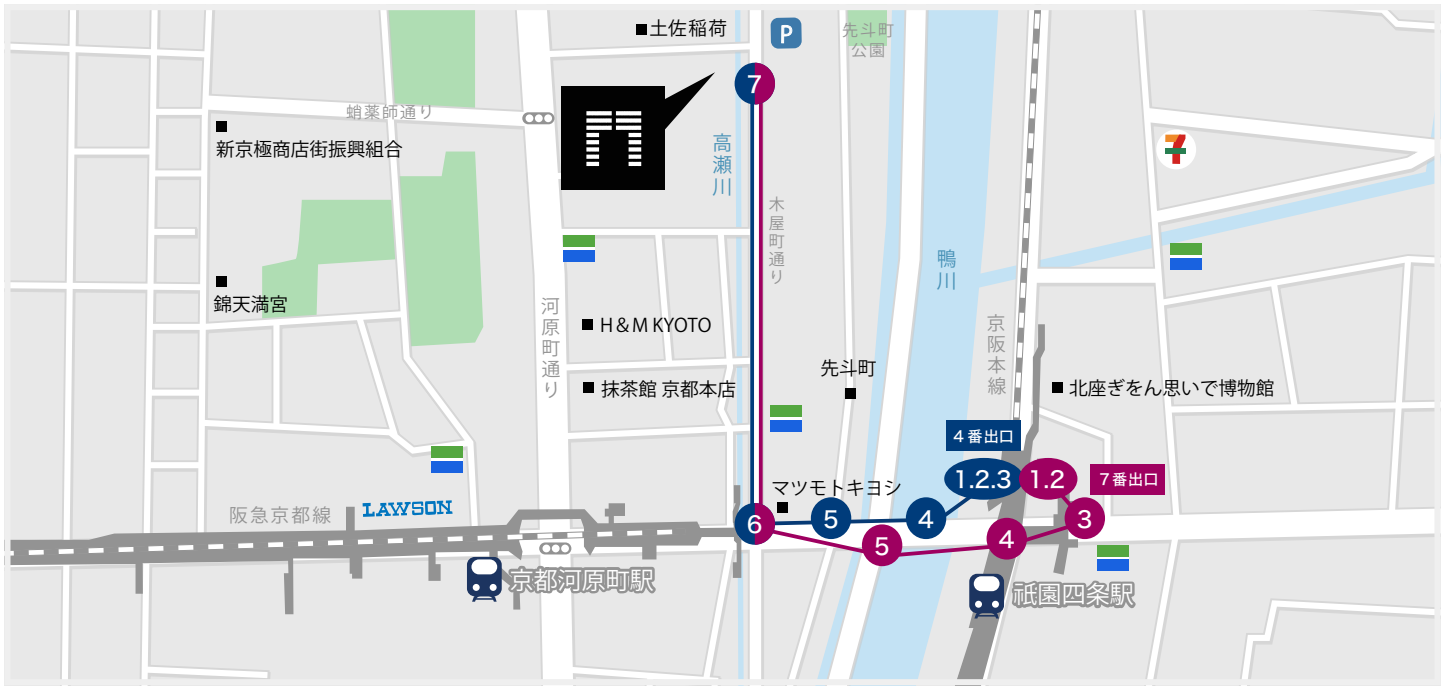 土佐稲荷
P
先斗町
公園
7
蛸薬師通り
新京極商店街振興組合
高瀬川
7
木屋町通り
鴨川
錦天満宮
河原町通り
H&M KYOTO
京阪本線
抹茶館 京都本店
先斗町
北座ぎをん思いで博物館
4番出口
1.2.3
1.2
7番出口
マツモトキヨシ
阪急京都線
LAWSON
6
5
4
3
5
4
京都河原町駅
祇園四条駅